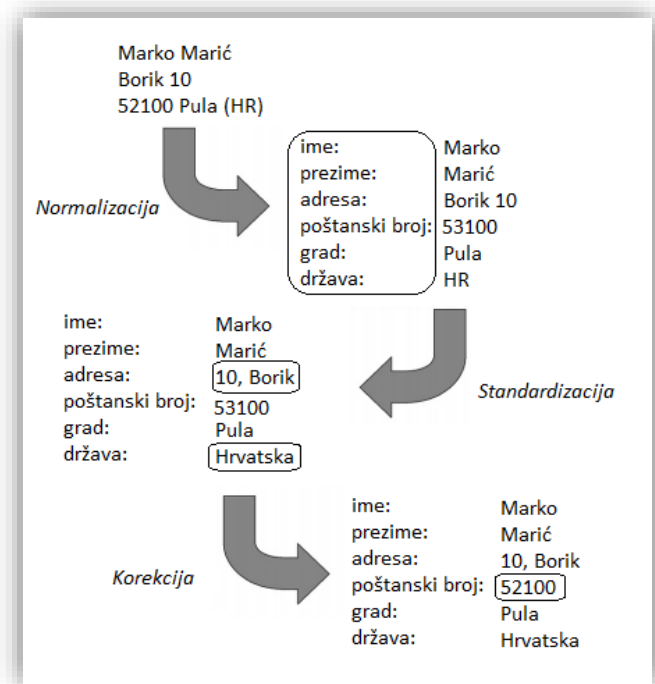 Marko Marić
Borik 10
52100 Pula (HR)
Normalizacija
ime: Marko
prezime: Marić
adresa: Borik 10
poštanski broj: 53100
grad: Pula
država: HR
Standardizacija
ime: Marko
prezime: Marić
adresa: 10, Borik
poštanski broj: 53100
grad: Pula
država: Hrvatska
Korekcija
ime: Marko
prezime: Marić
adresa: 10, Borik
poštanski broj: 52100
grad: Pula
država: Hrvatska